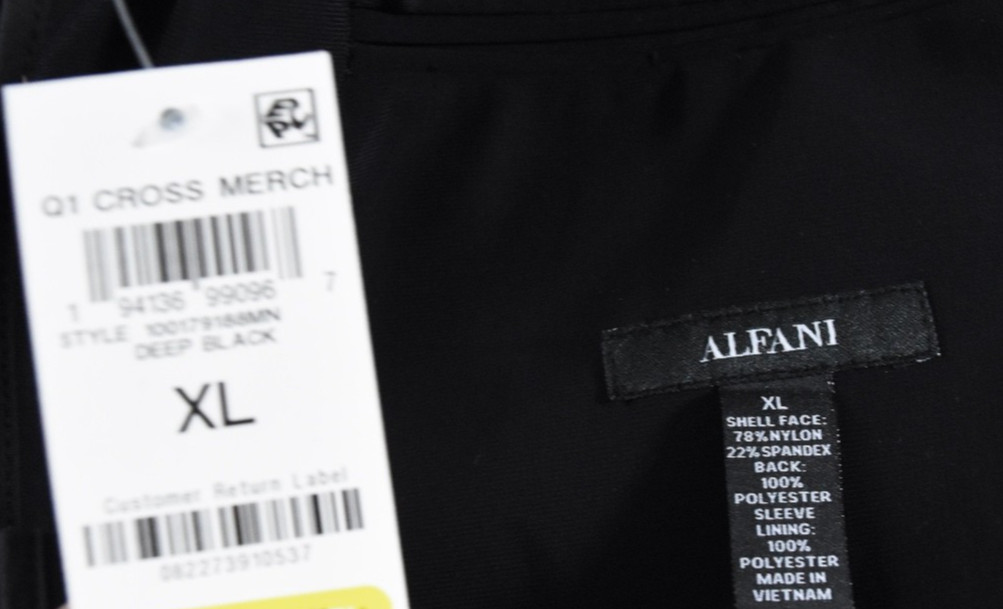 Q1 CROSS MERCH
1 94136 99096 7
STYLE 100179188MN
DEEP BLACK
XL
Customer Return Label
082273910537
ALFANI
XL
SHELL FACE:
78%NYLON
22%SPANDEX
BACK:
100%
POLYESTER
SLEEVE
LINING:
100%
POLYESTER
MADE IN
VIETNAM